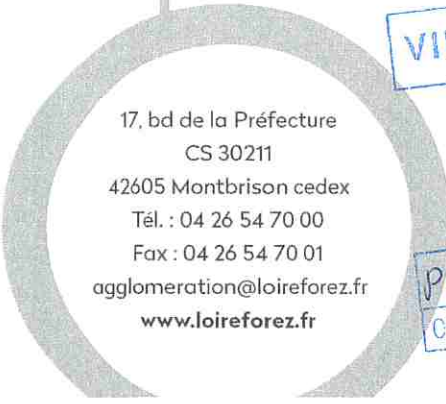 17, bd de la Préfecture
CS 30211
42605 Montbrison cedex
Tél. : 04 26 54 70 00
Fax : 04 26 54 70 01
agglomeration@loireforez.fr
www.loireforez.fr